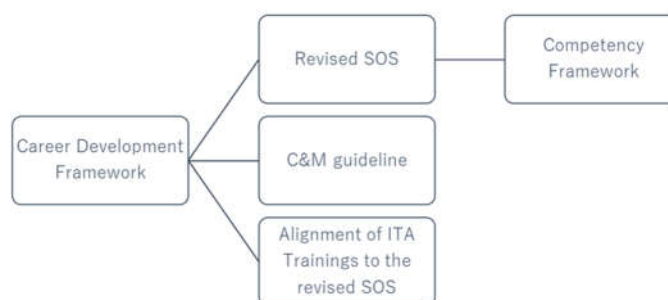 Career Development
Framework
Revised SOS
Competency
Framework
C&M guideline
Alignment of ITA
Trainings to the
revised SOS